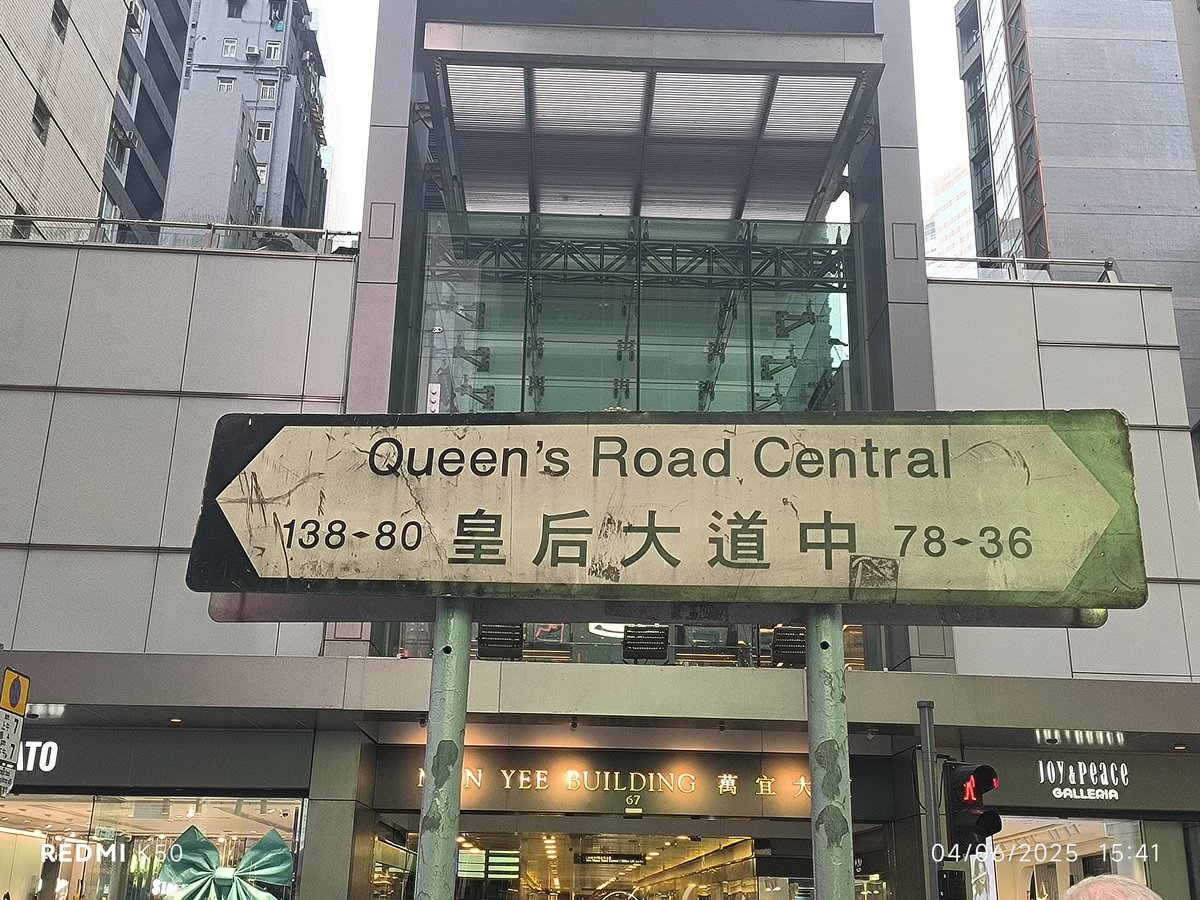 Queen's Road Central
138-80 皇后大道中 78-36
YEE BUILDING 萬宜
67
JOY&PEACE
GALLERIA
REDMI K50
04/06/2025 15:41